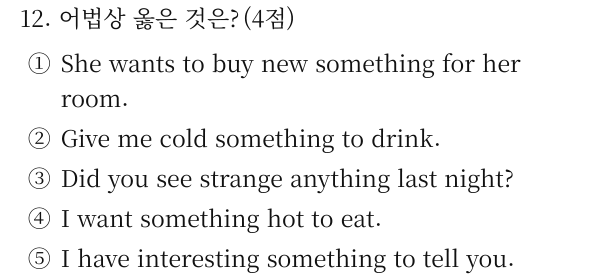 12. 어법상 옳은 것은?(4점)
① She wants to buy new something for her
room.
② Give me cold something to drink.
③ Did you see strange anything last night?
④ I want something hot to eat.
⑤ I have interesting something to tell you.